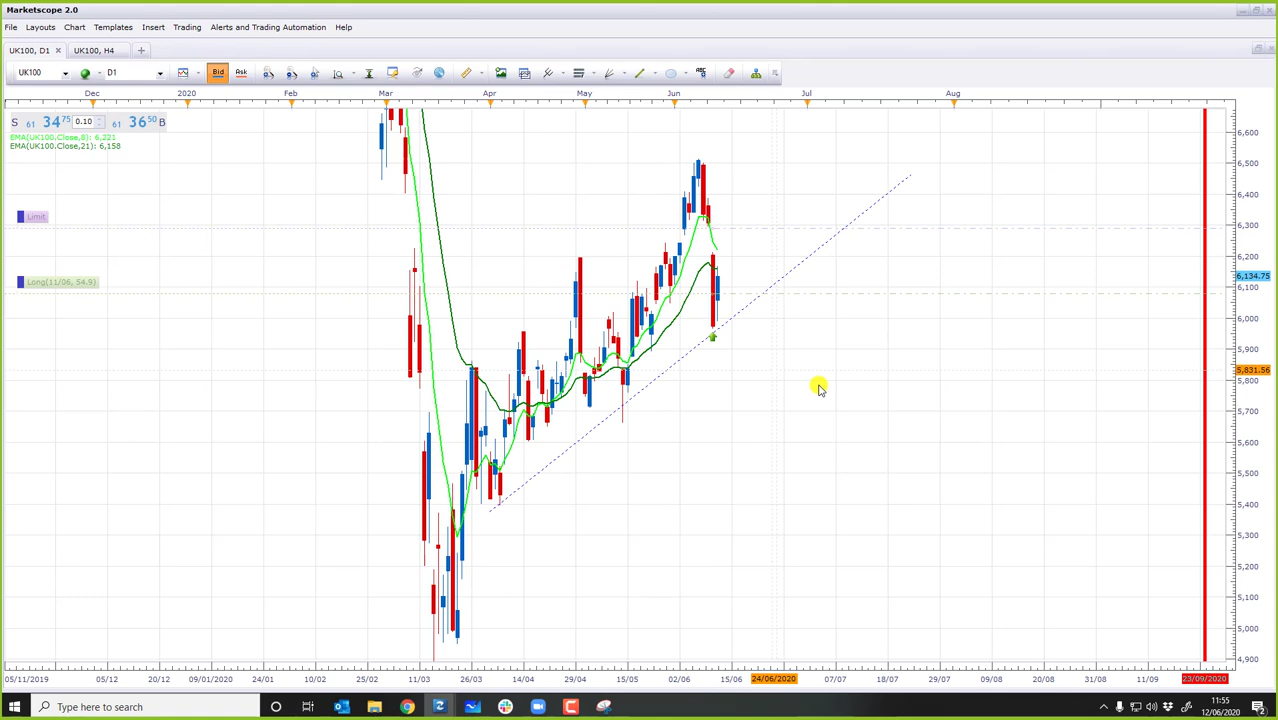 Marketscope 2.0
File Layouts Chart Templates Insert Trading Alerts and Trading Automation Help
UK100, D1 UK100, H4
UK100 D1 Bid Ask ABC
Dec 2020 Feb Mar Apr May Jun Jul Aug
S 61 34 75 0.10 61 36 50 B
EMA(UK100.Close,8): 6,221
EMA(UK100.Close,21): 6,158
6,600
6,500
6,400
Limit
6,300
6,200
6,134.75
Long(11/06, 54.9)
6,100
6,000
5,900
5,831.56
5,800
5,700
5,600
5,500
5,400
5,300
5,200
5,100
5,000
4,900
05/11/2019 05/12 20/12 09/01/2020 24/01 10/02 25/02 11/03 26/03 14/04 29/04 15/05 02/06 15/06 24/06/2020 07/07 18/07 29/07 09/08 20/08 31/08 11/09 23/09/2020
Type here to search
11:55
12/06/2020
2